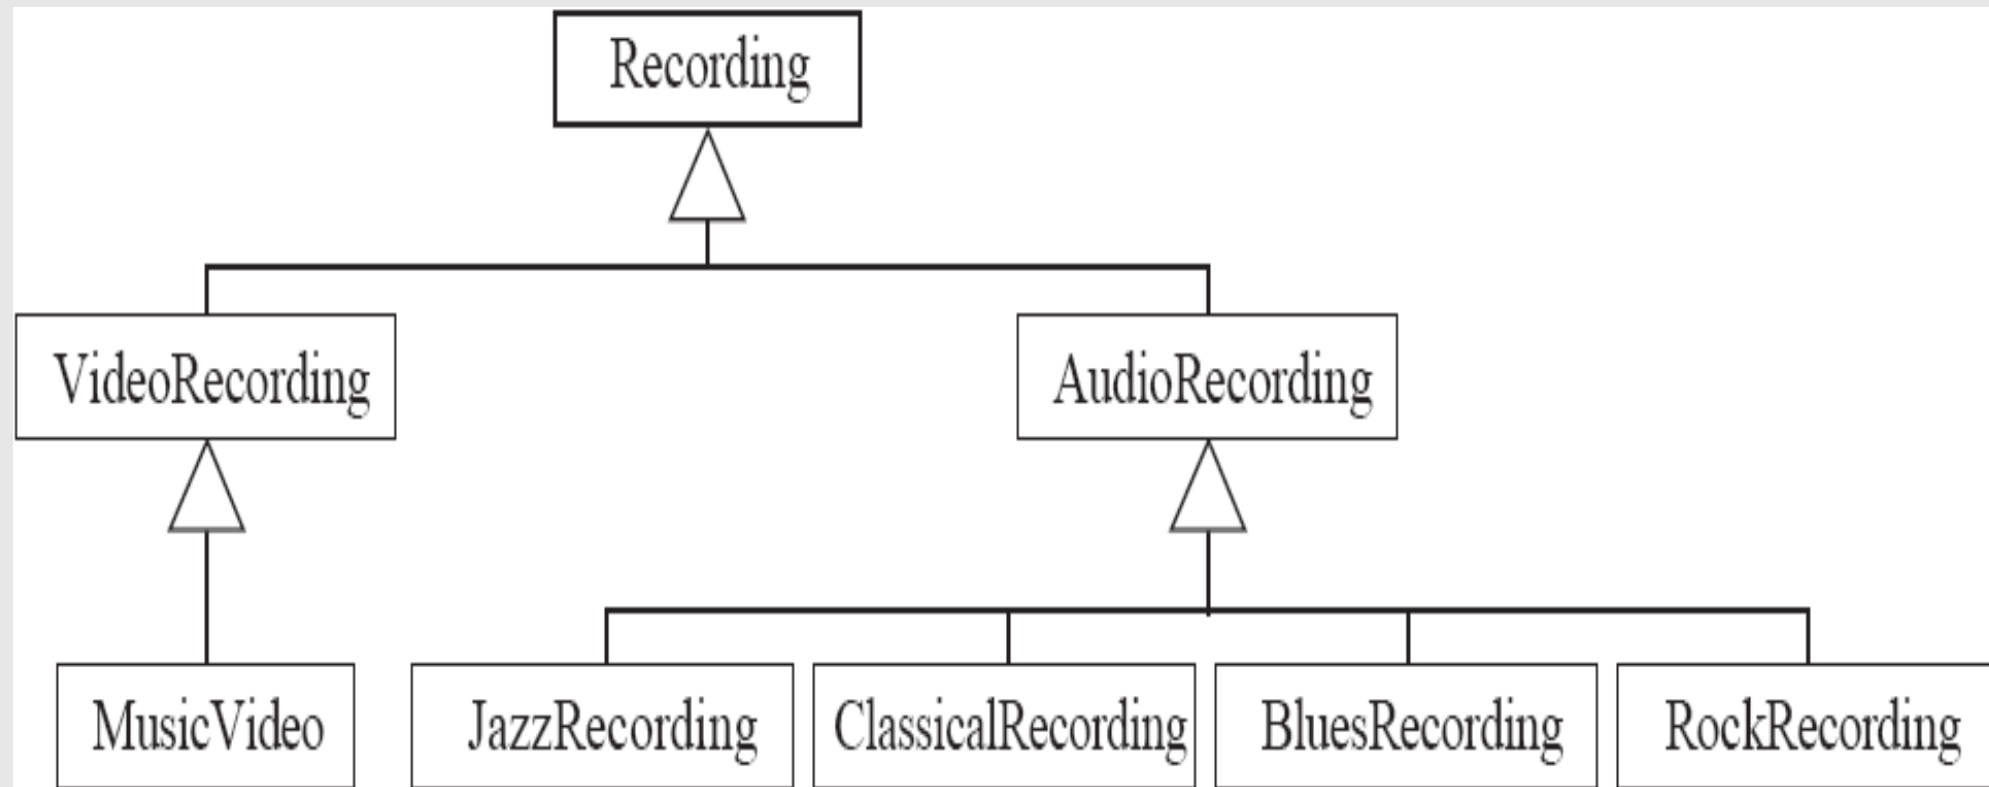 Recording
VideoRecording
AudioRecording
MusicVideo
JazzRecording
ClassicalRecording
BluesRecording
RockRecording